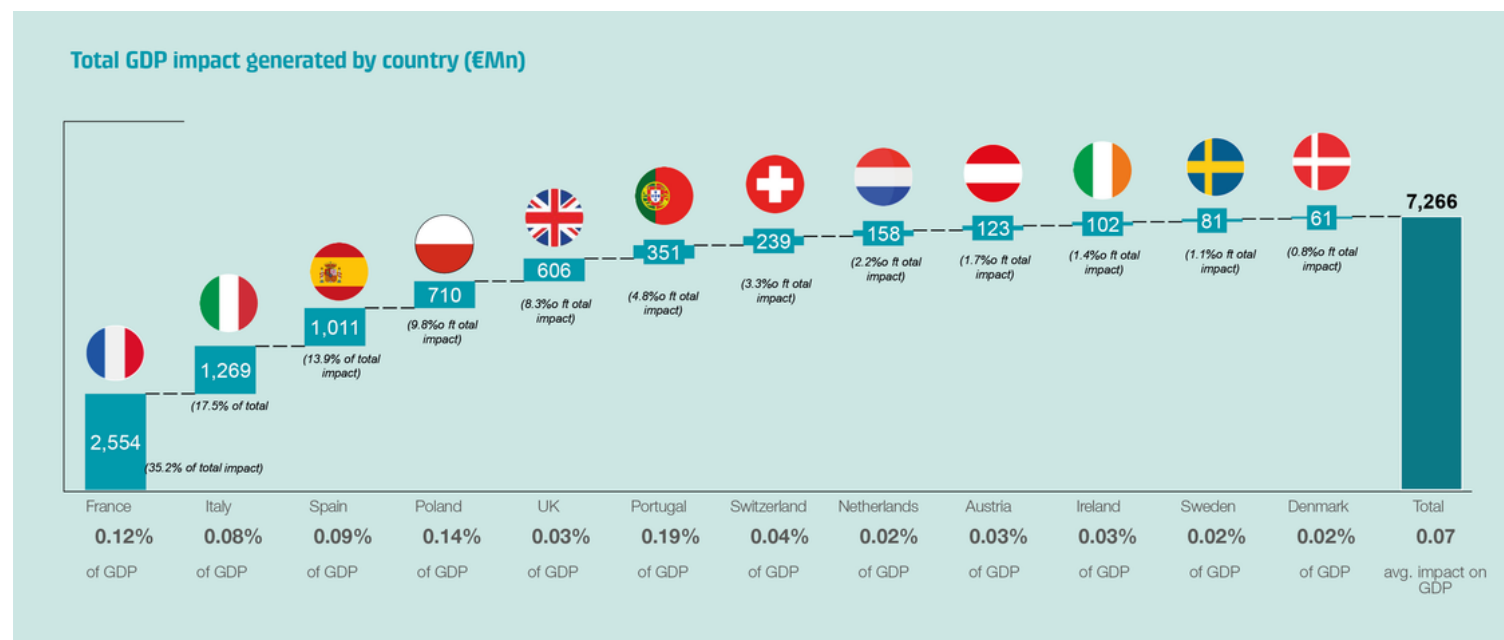 Total GDP impact generated by country (€Mn)
7,266
61
81
102
123
158
239
351
606
710
1,011
1,269
2,554
(0.8%o ft otal
impact)
(1.1%o ft otal
impact)
(1.4%o ft otal
impact)
(1.7%o ft otal
impact)
(2.2%o ft otal
impact)
(3.3%o ft otal
impact)
(4.8%o ft otal
impact)
(8.3%o ft otal
impact)
(9.8%o ft otal
impact)
(13.9% of total
impact)
(17.5% of total
(35.2% of total impact)
France Italy Spain Poland UK Portugal Switzerland Netherlands Austria Ireland Sweden Denmark Total
0.12% 0.08% 0.09% 0.14% 0.03% 0.19% 0.04% 0.02% 0.03% 0.03% 0.02% 0.02% 0.07
of GDP of GDP of GDP of GDP of GDP of GDP of GDP of GDP of GDP of GDP of GDP of GDP avg. impact on
GDP